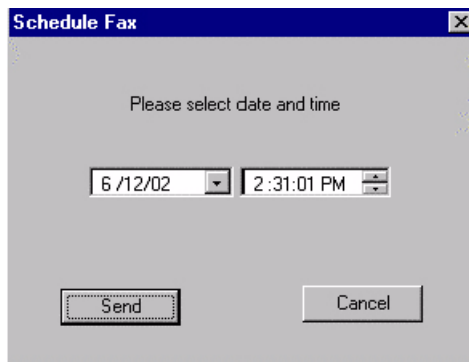 Schedule Fax
Please select date and time
6 /12/02 2 :31:01 PM
Send Cancel